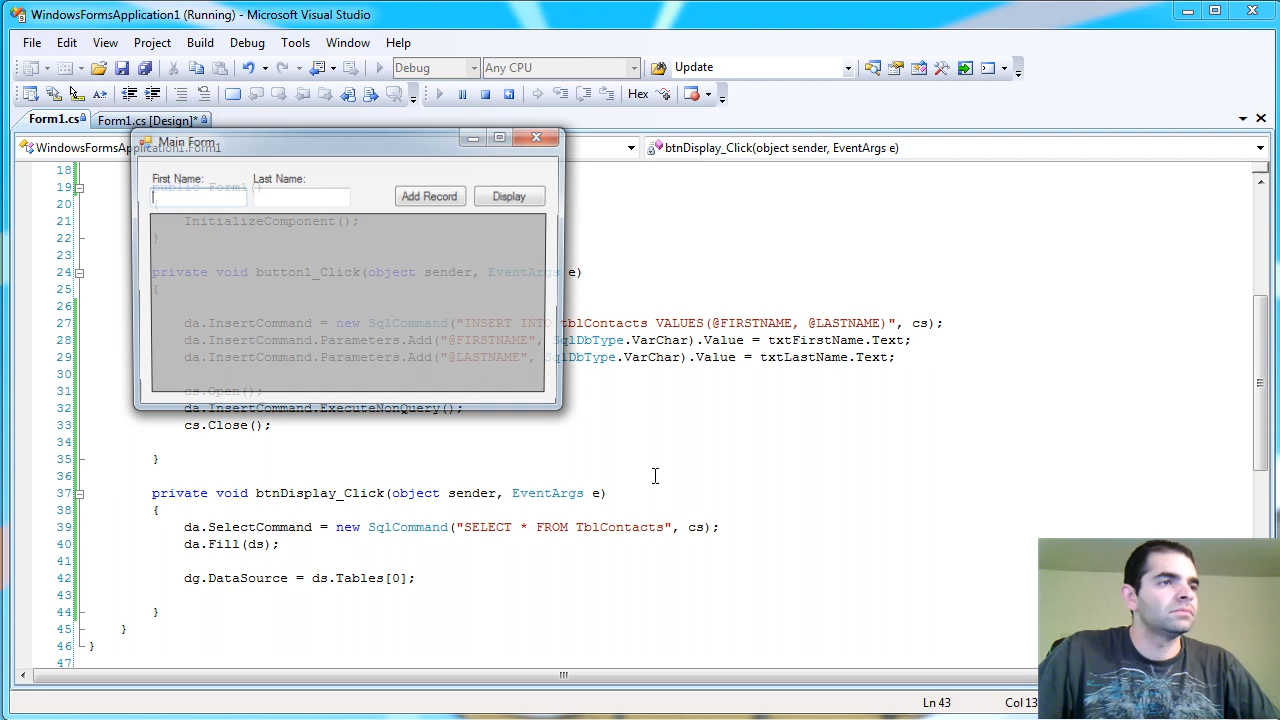 WindowsFormsApplication1 (Running) - Microsoft Visual Studio
File Edit View Project Build Debug Tools Window Help
Debug Any CPU Update
Hex
Form1.cs Form1.cs [Design]*
WindowsFormsApplication1.Form1 btnDisplay_Click(object sender, EventArgs e)
Main Form
First Name: Last Name:
Add Record Display
18
19 public Form1()
20 {
21 InitializeComponent();
22 }
23
24 private void button1_Click(object sender, EventArgs e)
25 {
26
27 da.InsertCommand = new SqlCommand("INSERT INTO tblContacts VALUES(@FIRSTNAME, @LASTNAME)", cs);
28 da.InsertCommand.Parameters.Add("@FIRSTNAME", SqlDbType.VarChar).Value = txtFirstName.Text;
29 da.InsertCommand.Parameters.Add("@LASTNAME", SqlDbType.VarChar).Value = txtLastName.Text;
30
31 cs.Open();
32 da.InsertCommand.ExecuteNonQuery();
33 cs.Close();
34
35 }
36
37 private void btnDisplay_Click(object sender, EventArgs e)
38 {
39 da.SelectCommand = new SqlCommand("SELECT * FROM TblContacts", cs);
40 da.Fill(ds);
41
42 dg.DataSource = ds.Tables[0];
43
44 }
45 }
46 }
47
Ln 43 Col 13